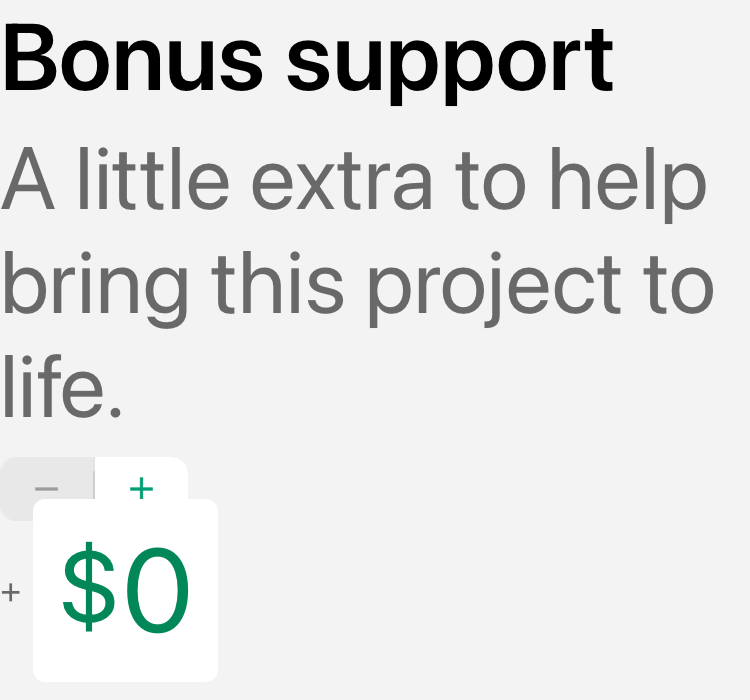 Bonus support
A little extra to help
bring this project to
life.
− +
+ $0